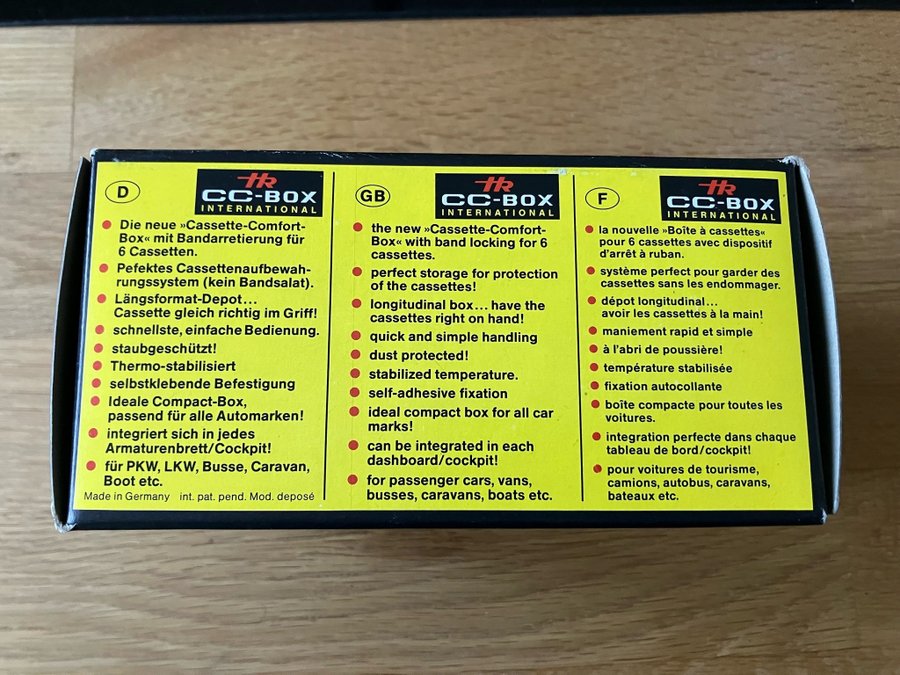 D
HR
CC-BOX
INTERNATIONAL
Die neue »Cassette-Comfort-
Box« mit Bandarretierung für
6 Cassetten.
Pefektes Cassettenaufbewah-
rungssystem (kein Bandsalat).
Längsformat-Depot...
Cassette gleich richtig im Griff!
schnellste, einfache Bedienung.
staubgeschützt!
Thermo-stabilisiert
selbstklebende Befestigung
Ideale Compact-Box,
passend für alle Automarken!
integriert sich in jedes
Armaturenbrett/Cockpit!
für PKW, LKW, Busse, Caravan,
Boot etc.
Made in Germany int. pat. pend. Mod. deposé
GB
HR
CC-BOX
INTERNATIONAL
the new »Cassette-Comfort-
Box« with band locking for 6
cassettes.
perfect storage for protection
of the cassettes!
longitudinal box... have the
cassettes right on hand!
quick and simple handling
dust protected!
stabilized temperature.
self-adhesive fixation
ideal compact box for all car
marks!
can be integrated in each
dashboard/cockpit!
for passenger cars, vans,
busses, caravans, boats etc.
F
HR
CC-BOX
INTERNATIONAL
la nouvelle »Boîte à cassettes«
pour 6 cassettes avec dispositif
d'arrêt à ruban.
système perfect pour garder des
cassettes sans les endommager.
dépot longitudinal...
avoir les cassettes à la main!
maniement rapid et simple
à l'abri de poussière!
température stabilisée
fixation autocollante
boîte compacte pour toutes les
voitures.
integration perfecte dans chaque
tableau de bord/cockpit!
pour voitures de tourisme,
camions, autobus, caravans,
bateaux etc.